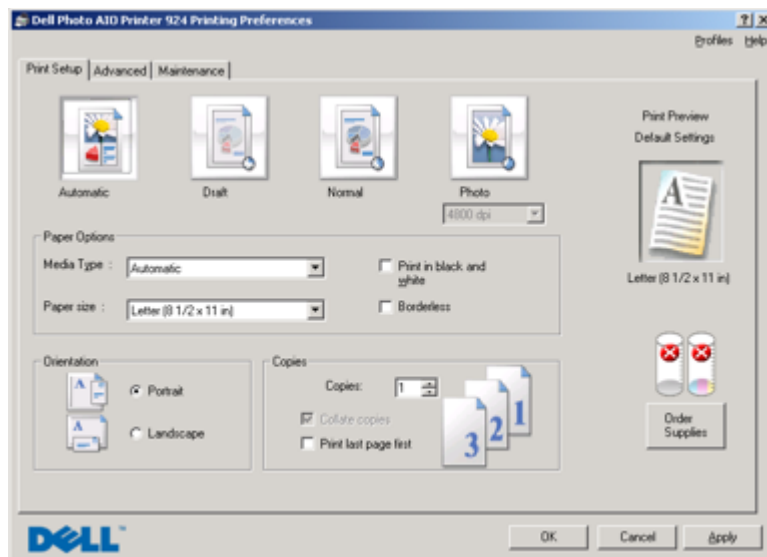 Dell Photo AIO Printer 924 Printing Preferences
Profiles Help
Print Setup Advanced Maintenance
Automatic
Draft
Normal
Photo
4800 dpi
Print Preview
Default Settings
A
Letter (8 1/2 x 11 in)
Paper Options
Media Type :
Automatic
Print in black and
white
Paper size :
Letter (8 1/2 x 11 in)
Borderless
Orientation
A
Portrait
A
Landscape
Copies
Copies:
1
Collate copies
Print last page first
3 2 1
Order
Supplies
DELL™
OK Cancel Apply